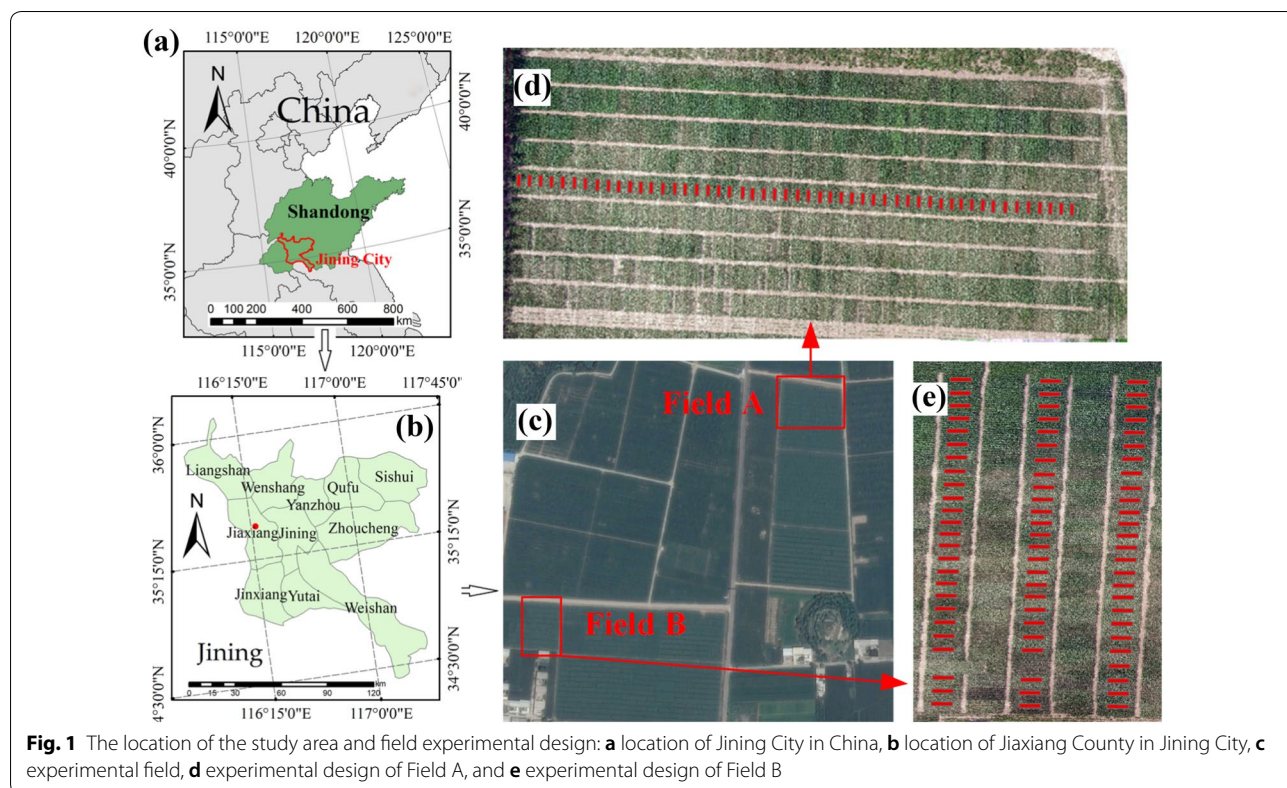 (a)
115°0'0"E 120°0'0"E 125°0'0"E
N
China
40°0'0"N
40°0'0"N
Shandong
Jining City
35°0'0"N
35°0'0"N
0 100 200 400 600 800
km
115°0'0"E 120°0'0"E
116°15'0"E 117°0'0"E 117°45'0
(b)
36°0'0"N
Liangshan
Wenshang
Yanzhou
Qufu
Sishui
N
Jiaxiang
Jining
Zhoucheng
35°15'0"N
35°15'0"N
Jinxiang
Yutai
Weishan
Jining
34°30'0"N
4°30'0"N
km
0 15 30 60 90 120
116°15'0"E 117°0'0"E
(d)
(c)
Field A
Field B
(e)
Fig. 1 The location of the study area and field experimental design: a location of Jining City in China, b location of Jiaxiang County in Jining City, c
experimental field, d experimental design of Field A, and e experimental design of Field B